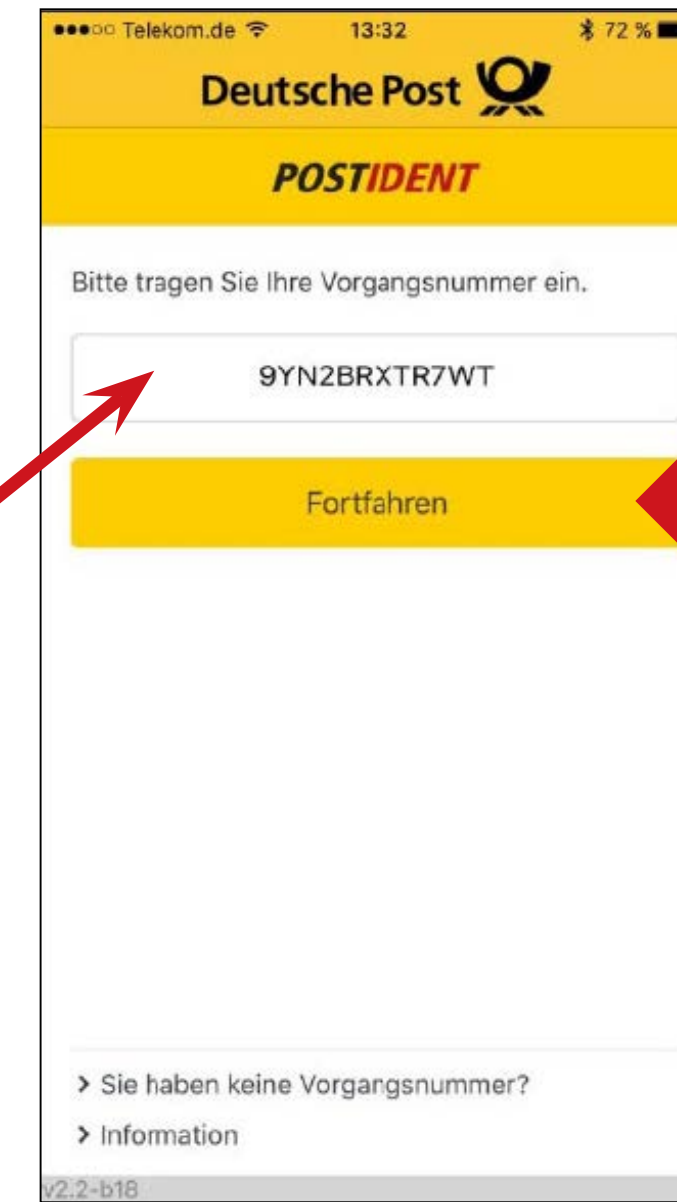 Telekom.de 13:32 72 %
Deutsche Post
POSTIDENT
Bitte tragen Sie Ihre Vorgangsnummer ein.
9YN2BRXTR7WT
Fortfahren
> Sie haben keine Vorgangsnummer?
> Information
v2.2-b18